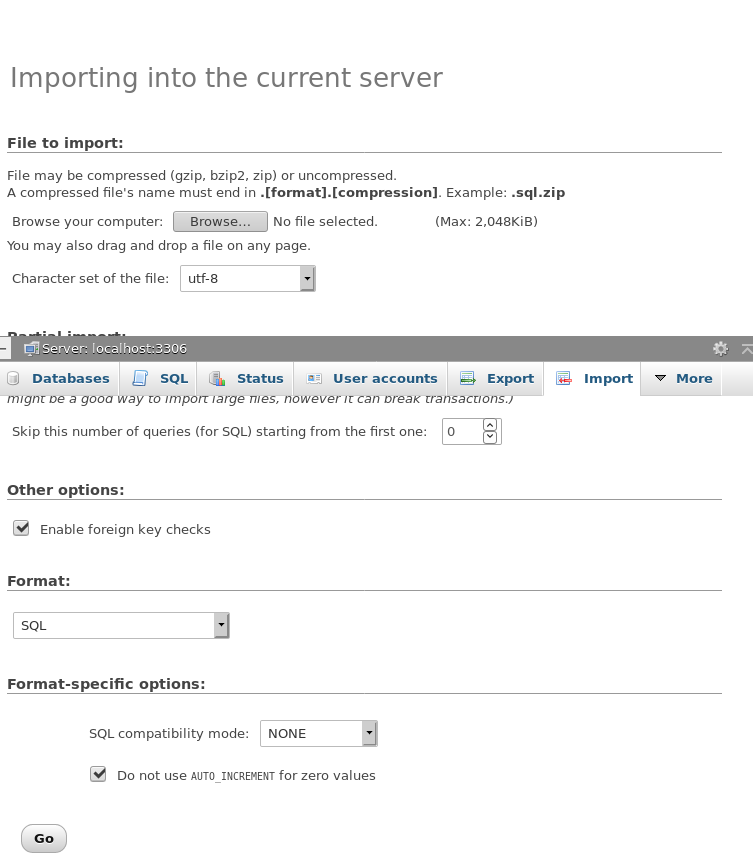 Importing into the current server
File to import:
File may be compressed (gzip, bzip2, zip) or uncompressed.
A compressed file's name must end in .[format].[compression]. Example: .sql.zip
Browse your computer: Browse... No file selected. (Max: 2,048KiB)
You may also drag and drop a file on any page.
Character set of the file: utf-8
Partial import:
Server: localhost:3306
Databases SQL Status User accounts Export Import More
might be a good way to import large files, however it can break transactions.)
Skip this number of queries (for SQL) starting from the first one: 0
Other options:
Enable foreign key checks
Format:
SQL
Format-specific options:
SQL compatibility mode: NONE
Do not use AUTO_INCREMENT for zero values
Go